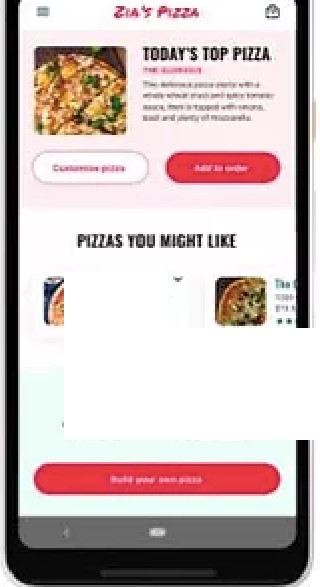 ZIA'S PIZZA
TODAY'S TOP PIZZA
THE GLORIOUS
This delicious pizza starts with a
whole wheat crust and spicy tomato
sauce, then is topped with onions,
basil and plenty of mozzarella.
Customize pizza
Add to order
PIZZAS YOU MIGHT LIKE
The
Build your own pizza